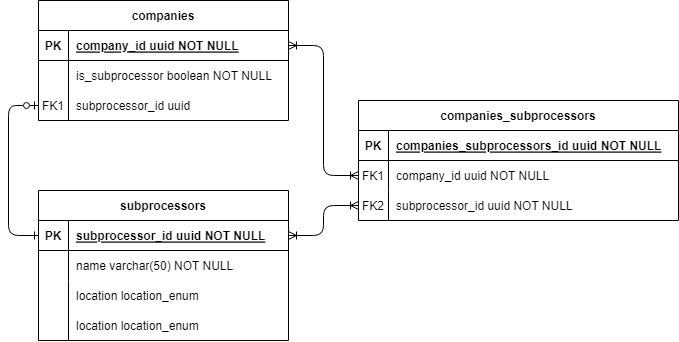 companies
PK company_id uuid NOT NULL
is_subprocessor boolean NOT NULL
FK1 subprocessor_id uuid
companies_subprocessors
PK companies_subprocessors_id uuid NOT NULL
FK1 company_id uuid NOT NULL
FK2 subprocessor_id uuid NOT NULL
subprocessors
PK subprocessor_id uuid NOT NULL
name varchar(50) NOT NULL
location location_enum
location location_enum